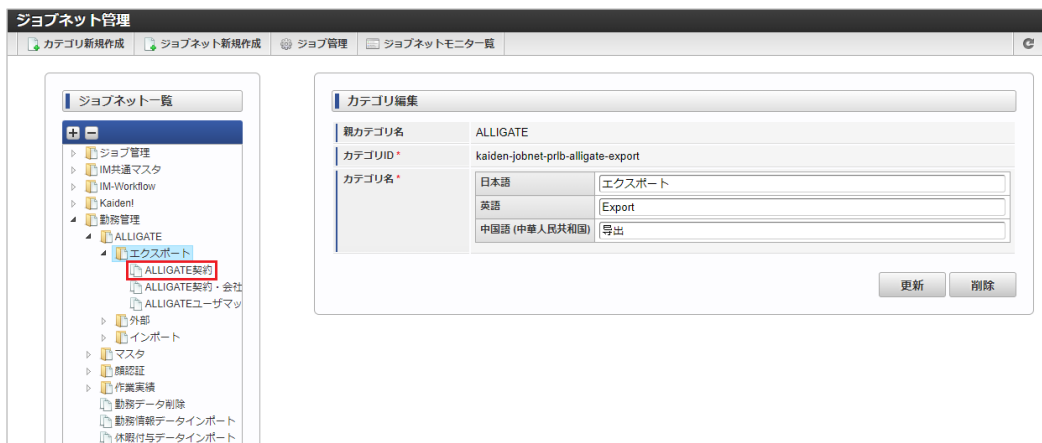 ジョブネット管理
カテゴリ新規作成 ジョブネット新規作成 ジョブ管理 ジョブネットモニター覧
ジョブネット一覧
ジョブ管理
IM共通マスタ
IM-Workflow
Kaiden!
勤務管理
ALLIGATE
エクスポート
ALLIGATE契約
ALLIGATE契約・会社
ALLIGATEユーザマッ
外部
インポート
マスタ
顔認証
作業実績
勤務データ削除
勤務情報データインポート
休暇付与データインポート
カテゴリ編集
親カテゴリ名 ALLIGATE
カテゴリID * kaiden-jobnet-prlb-alligate-export
カテゴリ名 * 日本語 エクスポート
英語 Export
中国語 (中華人民共和国) 导出
更新 削除